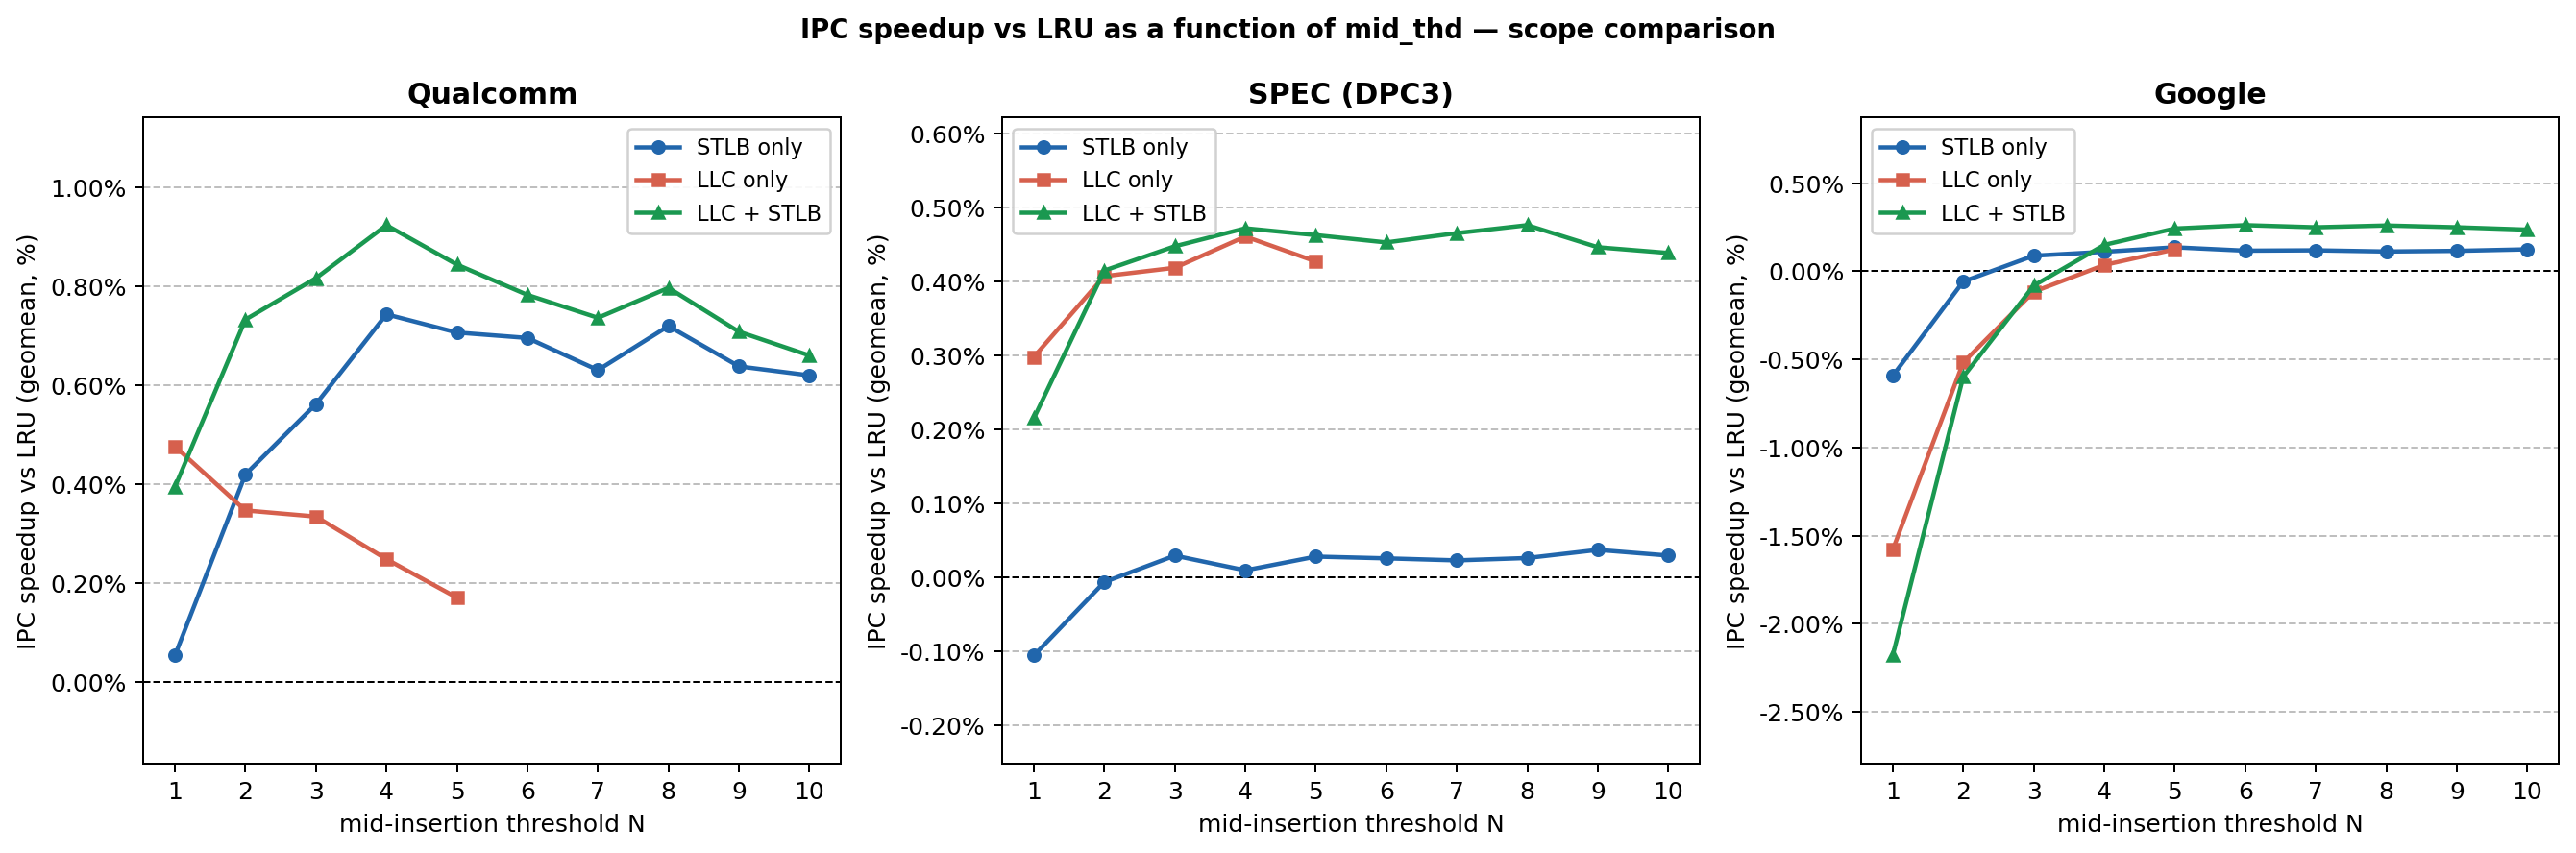 IPC speedup vs LRU as a function of mid_thd — scope comparison
Qualcomm
STLB only
LLC only
LLC + STLB
1.00%
0.80%
0.60%
0.40%
0.20%
0.00%
IPC speedup vs LRU (geomean, %)
1 2 3 4 5 6 7 8 9 10
mid-insertion threshold N
SPEC (DPC3)
STLB only
LLC only
LLC + STLB
0.60%
0.50%
0.40%
0.30%
0.20%
0.10%
0.00%
-0.10%
-0.20%
IPC speedup vs LRU (geomean, %)
1 2 3 4 5 6 7 8 9 10
mid-insertion threshold N
Google
STLB only
LLC only
LLC + STLB
0.50%
0.00%
-0.50%
-1.00%
-1.50%
-2.00%
-2.50%
IPC speedup vs LRU (geomean, %)
1 2 3 4 5 6 7 8 9 10
mid-insertion threshold N